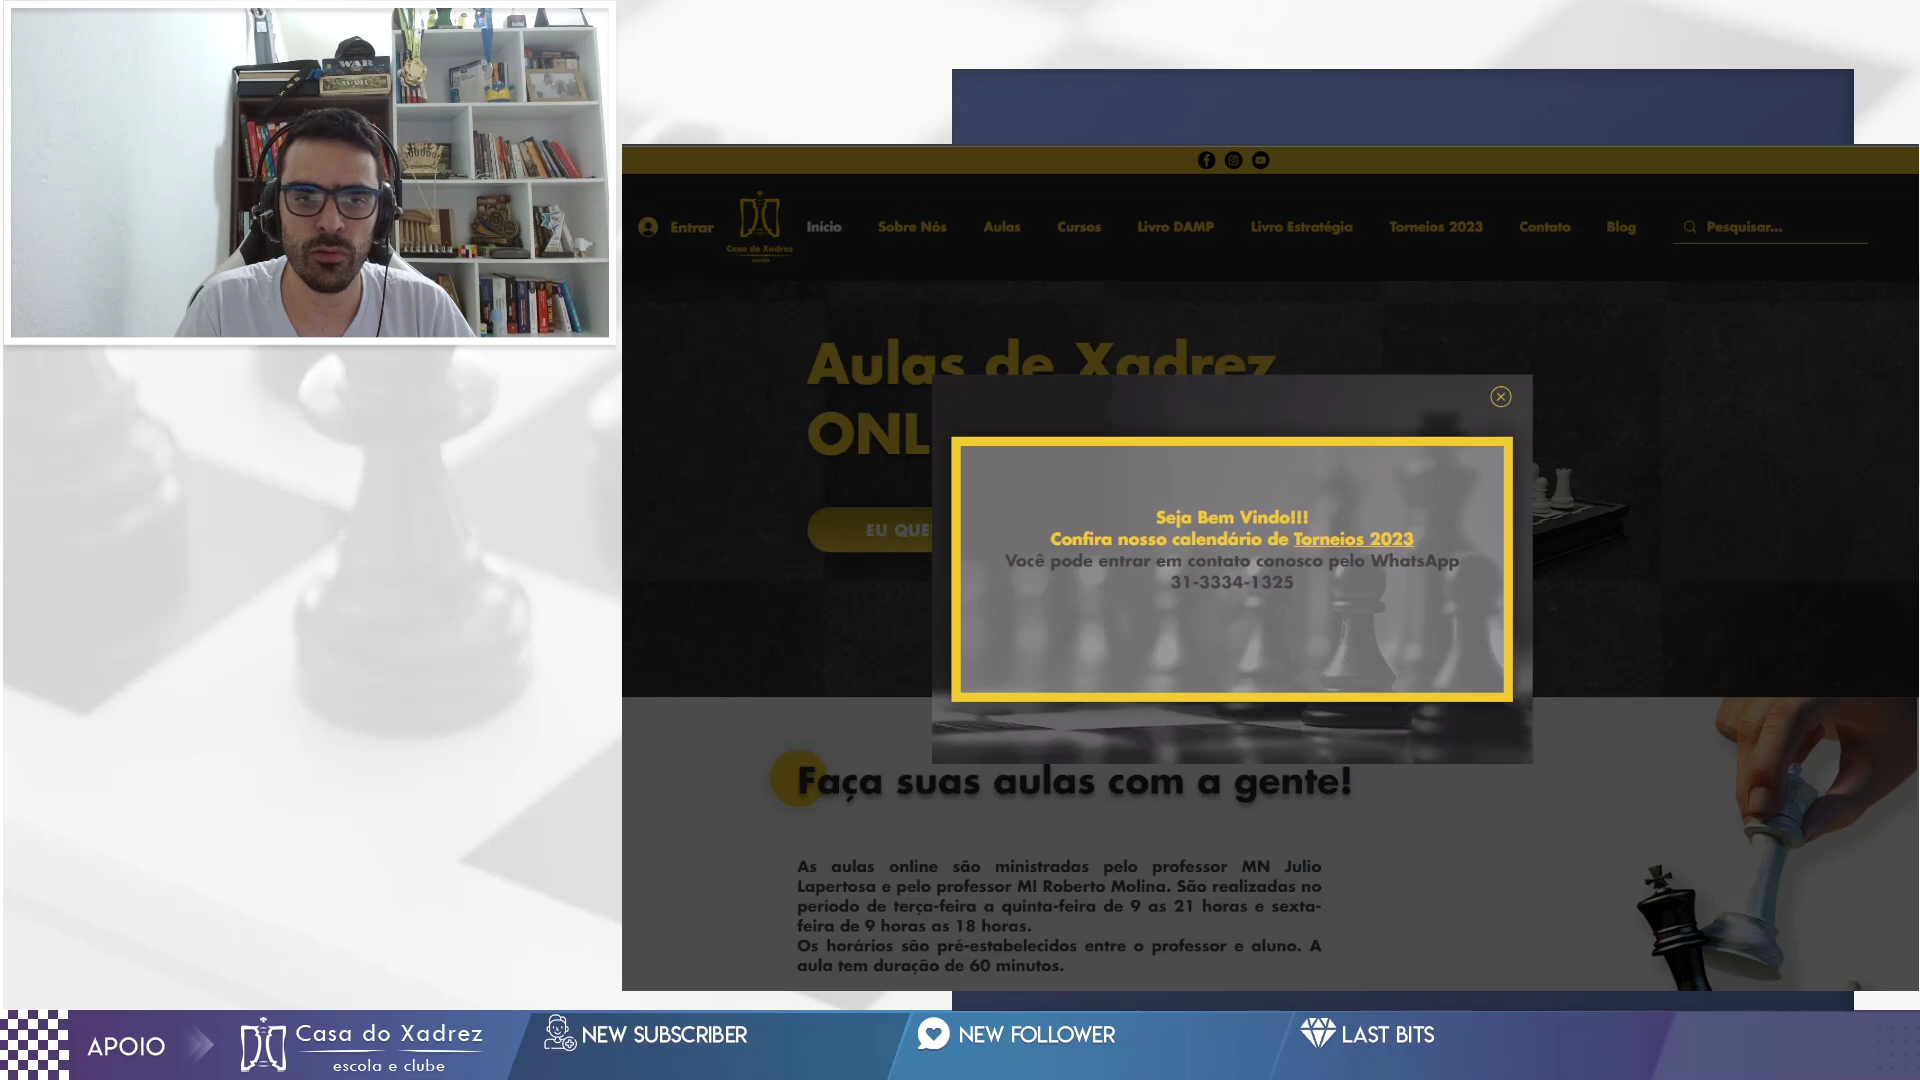 WAR
Entrar
Casa do Xadrez
escola
Início
Sobre Nós
Aulas
Cursos
Livro DAMP
Livro Estratégia
Torneios 2023
Contato
Blog
Pesquisar...
Aulas de Xadrez
ONL
EU QUE
Seja Bem Vindo!!!
Confira nosso calendário de Torneios 2023
Você pode entrar em contato conosco pelo WhatsApp
31-3334-1325
Faça suas aulas com a gente!
As aulas online são ministradas pelo professor MN Julio
Lapertosa e pelo professor MI Roberto Molina. São realizadas no
período de terça-feira a quinta-feira de 9 as 21 horas e sexta-
feira de 9 horas as 18 horas.
Os horários são pré-estabelecidos entre o professor e aluno. A
aula tem duração de 60 minutos.
APOIO
Casa do Xadrez
escola e clube
NEW SUBSCRIBER
NEW FOLLOWER
LAST BITS